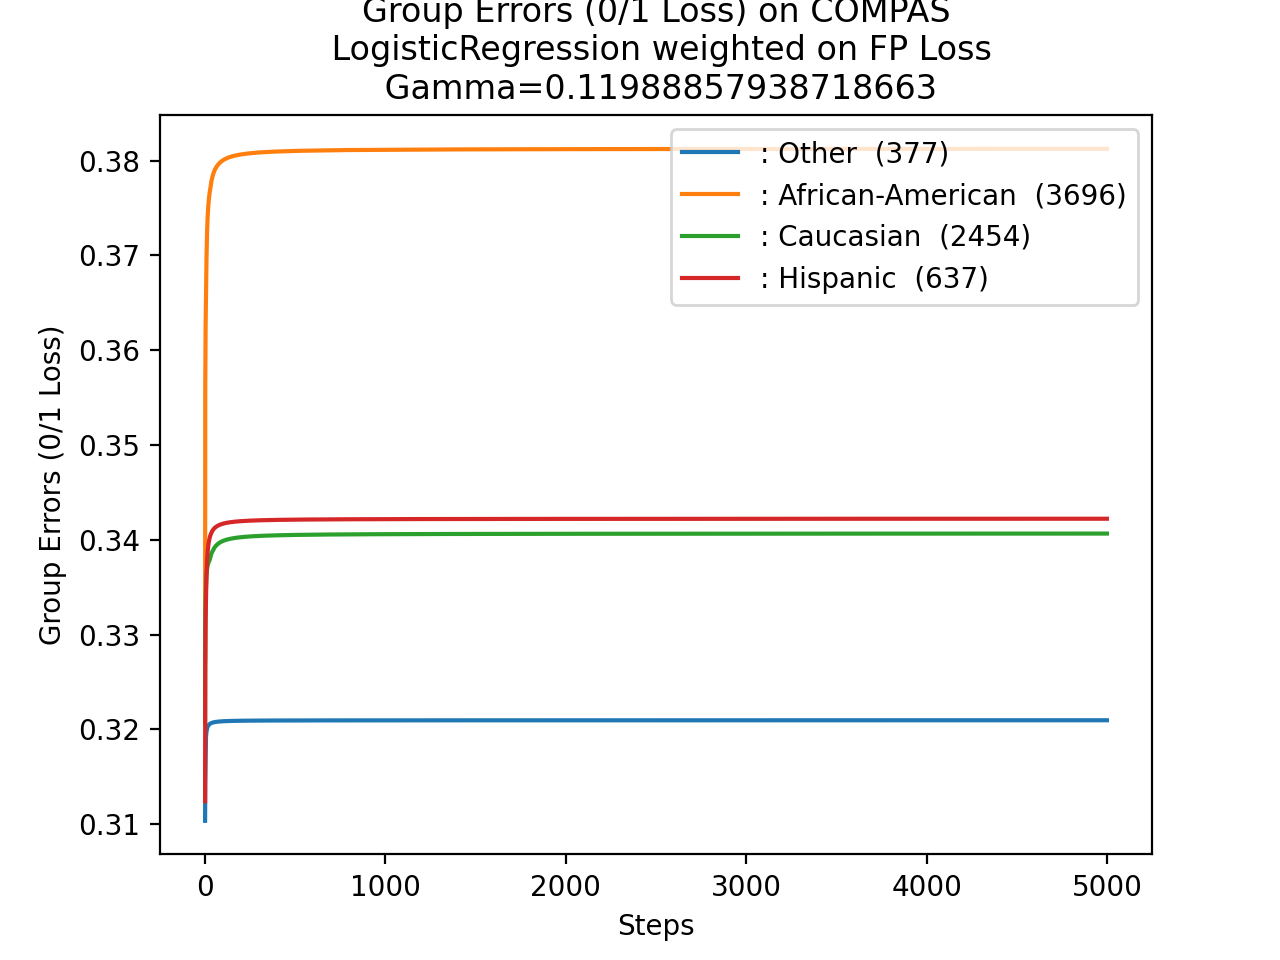 Group Errors (0/1 Loss) on COMPAS
LogisticRegression weighted on FP Loss
Gamma=0.11988857938718663
: Other (377)
: African-American (3696)
: Caucasian (2454)
: Hispanic (637)
Group Errors (0/1 Loss)
0.38
0.37
0.36
0.35
0.34
0.33
0.32
0.31
0 1000 2000 3000 4000 5000
Steps